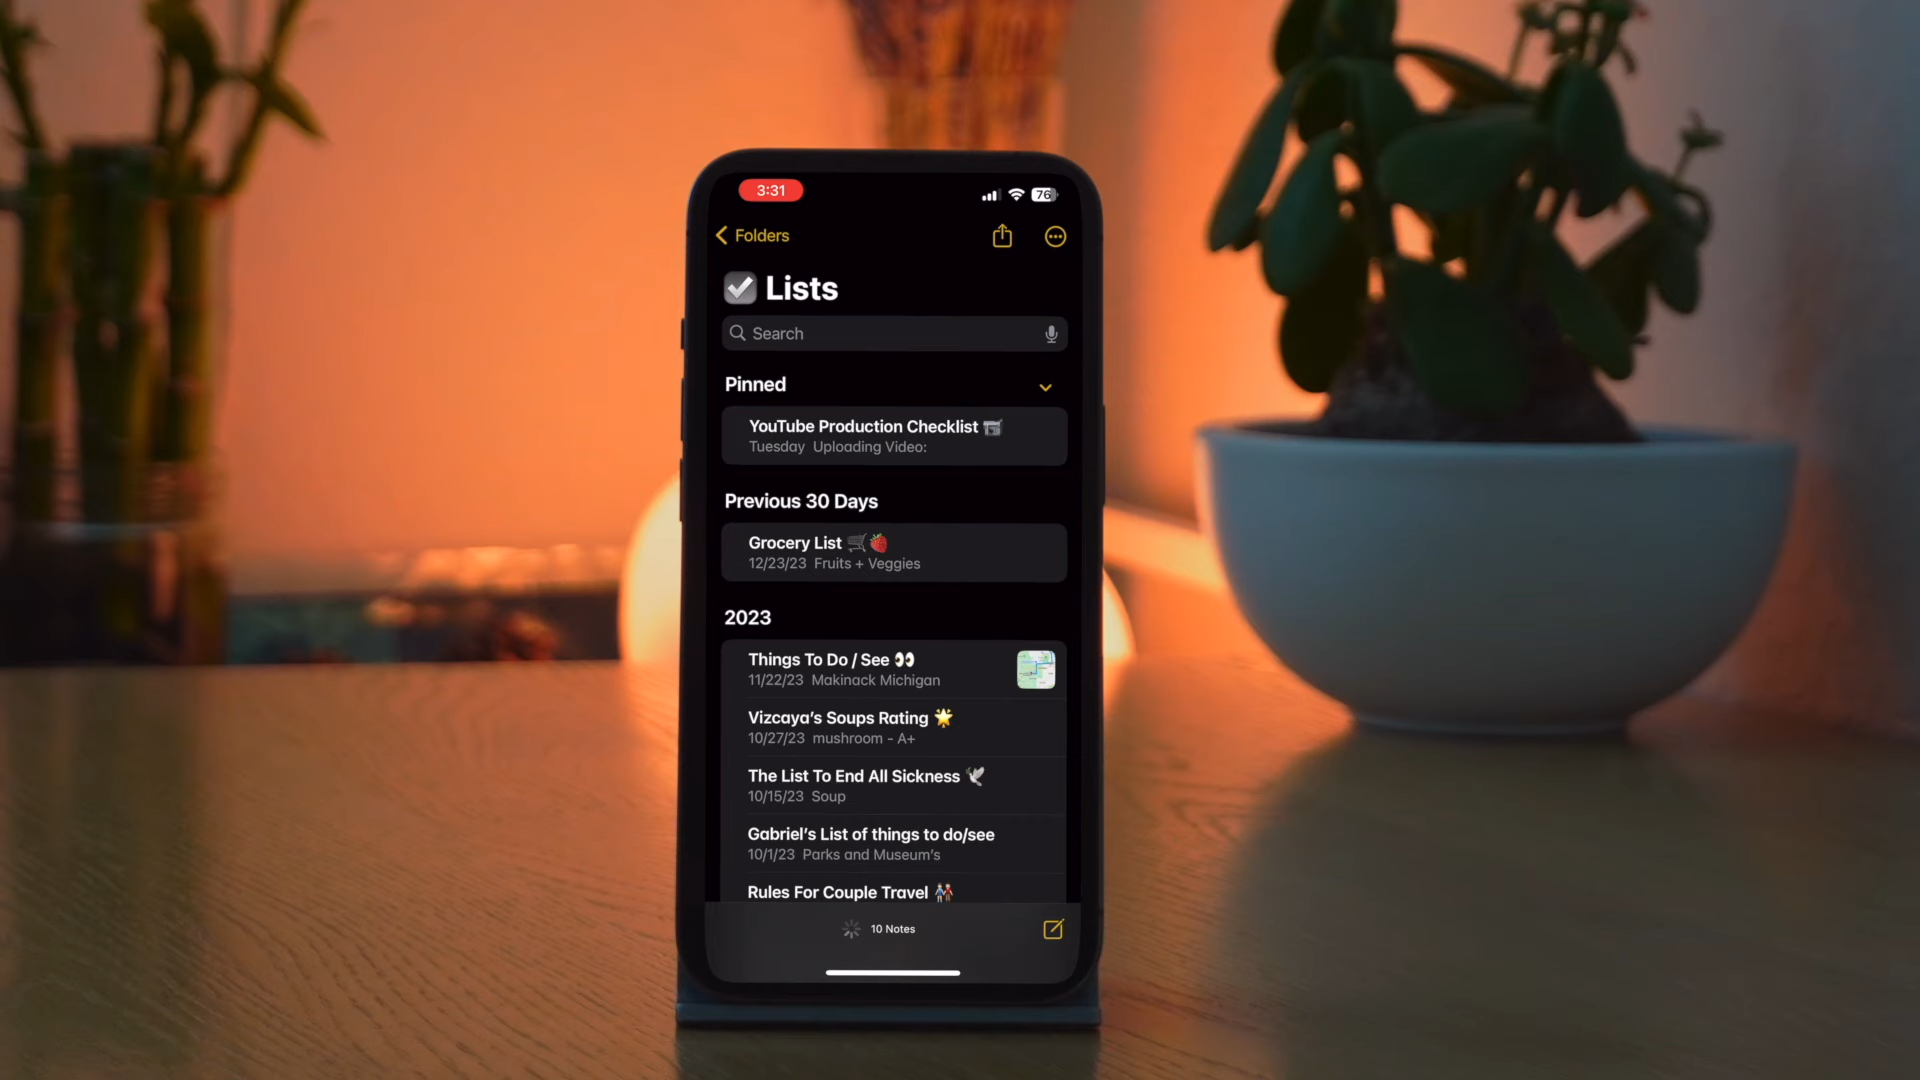 3:31
76
Folders
Lists
Search
Pinned
YouTube Production Checklist
Tuesday Uploading Video:
Previous 30 Days
Grocery List
12/23/23 Fruits + Veggies
2023
Things To Do / See
11/22/23 Makinack Michigan
Vizcaya's Soups Rating
10/27/23 mushroom - A+
The List To End All Sickness
10/15/23 Soup
Gabriel's List of things to do/see
10/1/23 Parks and Museum's
Rules For Couple Travel
10 Notes